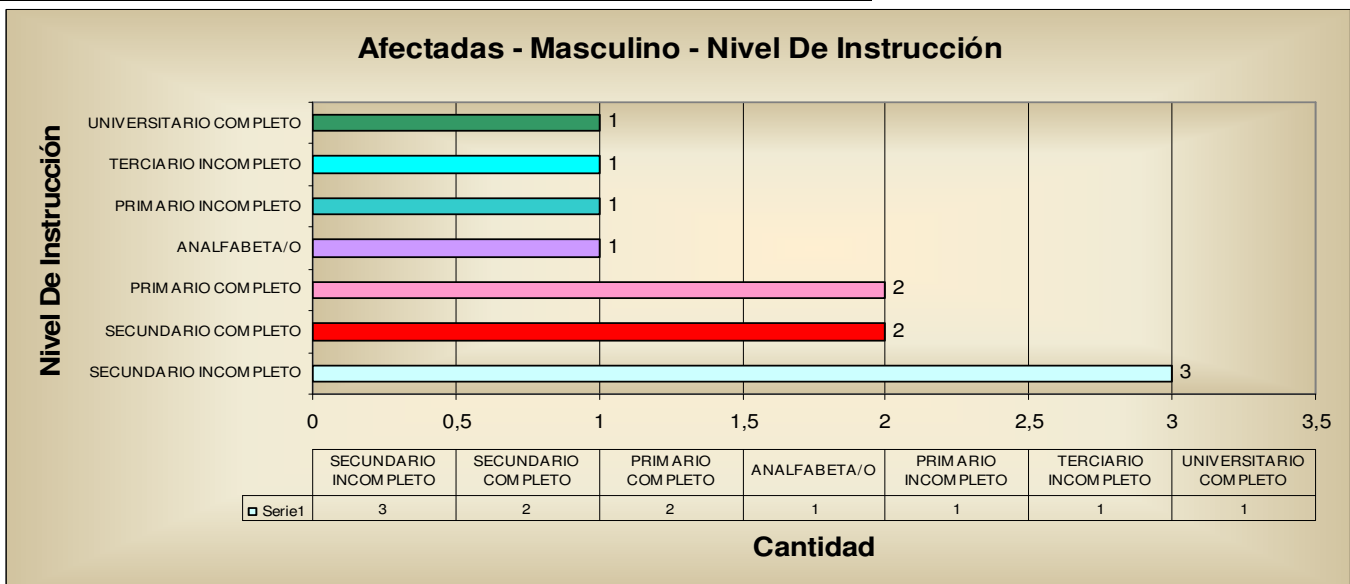 Afectadas - Masculino - Nivel De Instrucción
Nivel De Instrucción
UNIVERSITARIO COMPLETO 1
TERCIARIO INCOMPLETO 1
PRIMARIO INCOMPLETO 1
ANALFABETA/O 1
PRIMARIO COMPLETO 2
SECUNDARIO COMPLETO 2
SECUNDARIO INCOMPLETO 3
0 0,5 1 1,5 2 2,5 3 3,5
SECUNDARIO INCOMPLETO SECUNDARIO COMPLETO PRIMARIO COMPLETO ANALFABETA/O PRIMARIO INCOMPLETO TERCIARIO INCOMPLETO UNIVERSITARIO COMPLETO
Serie1 3 2 2 1 1 1 1
Cantidad